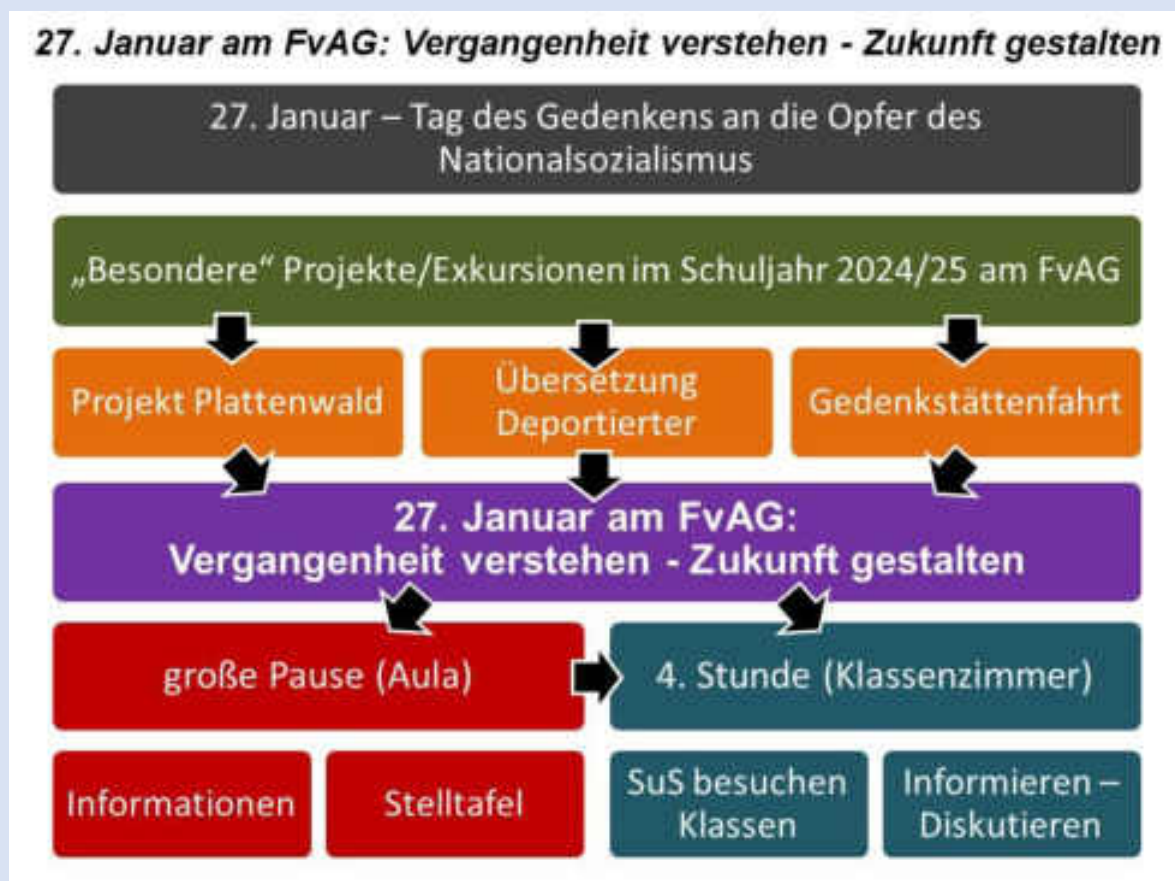 27. Januar am FvAG: Vergangenheit verstehen - Zukunft gestalten
27. Januar – Tag des Gedenkens an die Opfer des
Nationalsozialismus
„Besondere“ Projekte/Exkursionen im Schuljahr 2024/25 am FvAG
Projekt Plattenwald
Übersetzung
Deportierter
Gedenkstättenfahrt
27. Januar am FvAG:
Vergangenheit verstehen - Zukunft gestalten
große Pause (Aula)
4. Stunde (Klassenzimmer)
Informationen
Stelltafel
SuS besuchen
Klassen
Informieren –
Diskutieren